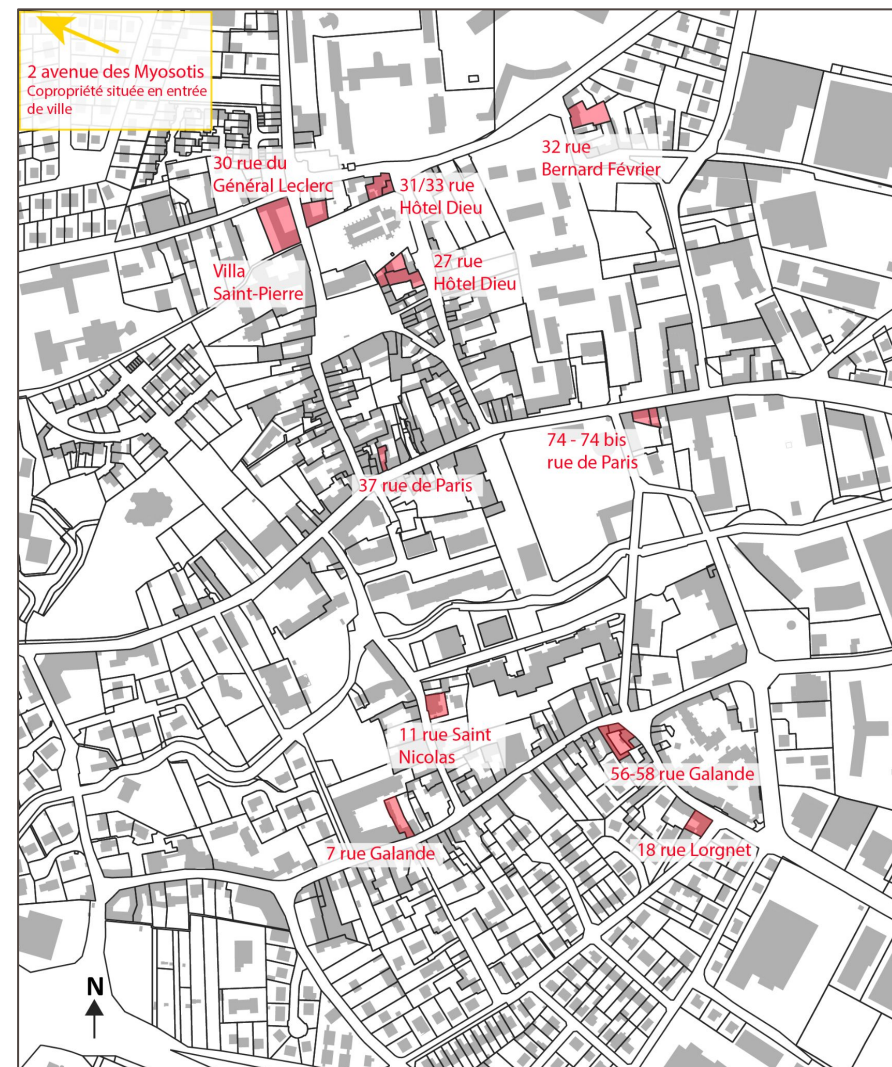 2 avenue des Myosotis
Copropriété située en entrée
de ville
30 rue du
Général Leclerc
32 rue
Bernard Février
31/33 rue
Hôtel Dieu
Villa
Saint-Pierre
27 rue
Hôtel Dieu
74 - 74 bis
rue de Paris
37 rue de Paris
11 rue Saint
Nicolas
56-58 rue Galande
7 rue Galande
18 rue Lorgnet
N